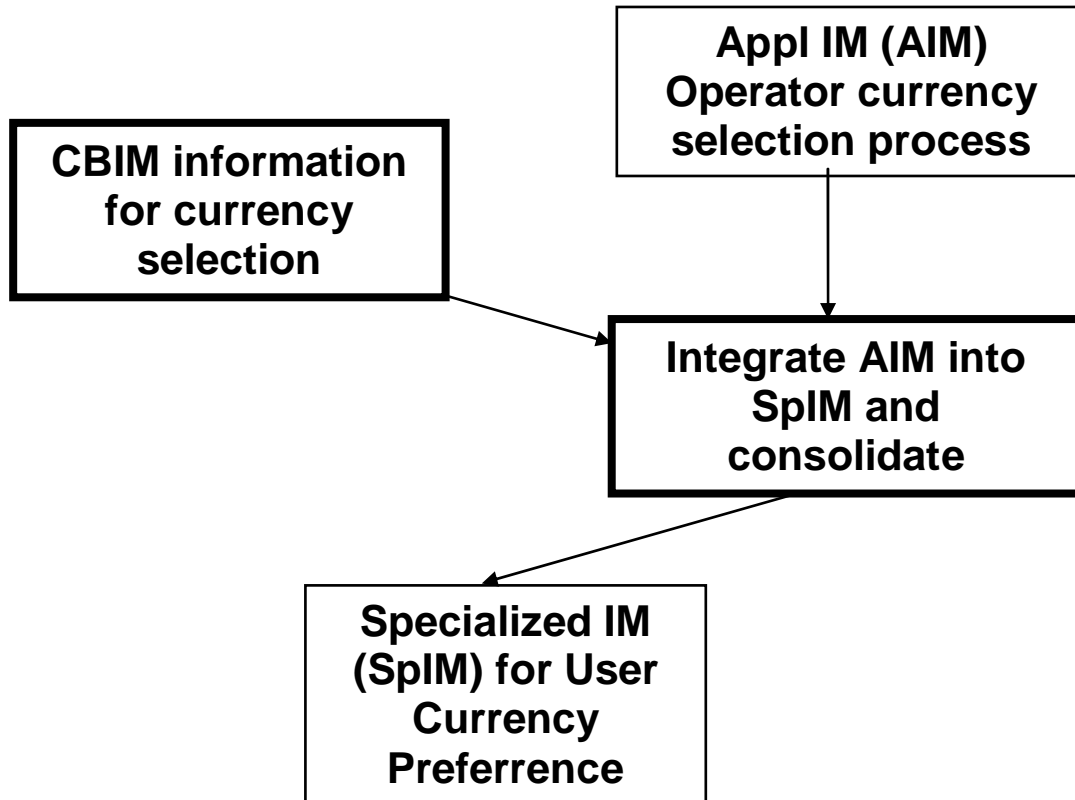 Appl IM (AIM)
Operator currency
selection process
CBIM information
for currency
selection
Integrate AIM into
SpIM and
consolidate
Specialized IM
(SpIM) for User
Currency
Preferrence